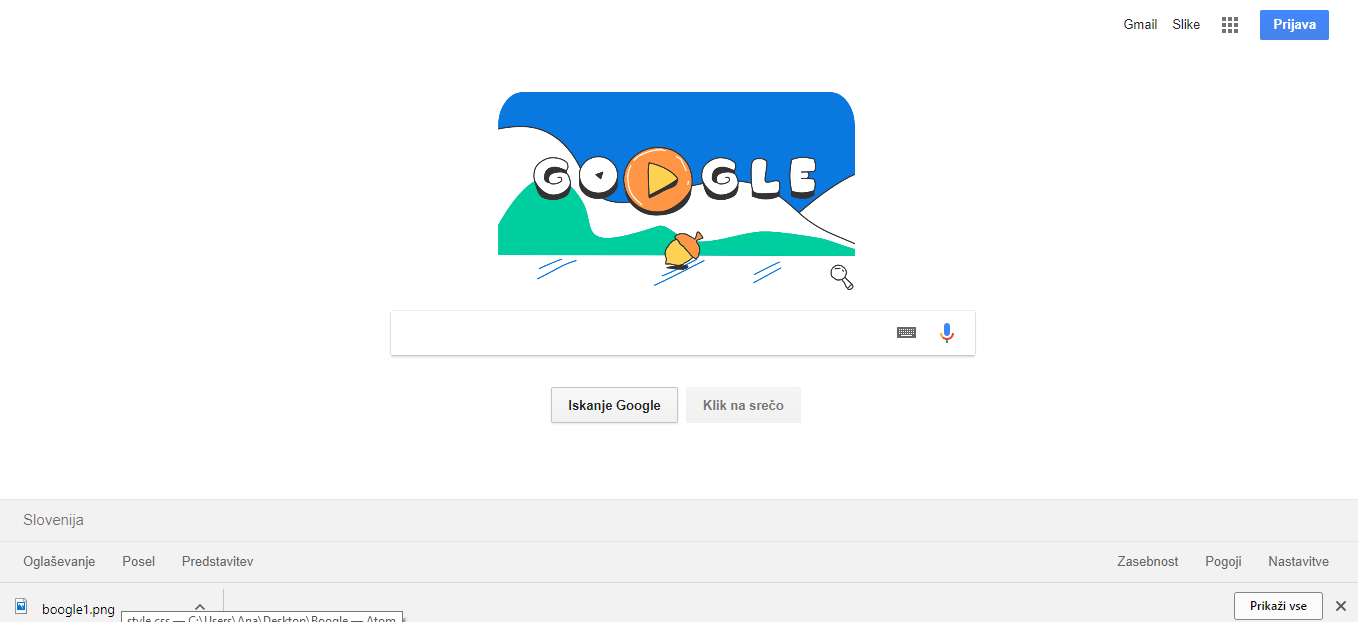 Gmail Slike Prijava
GOOGLE
Iskanje Google Klik na srečo
Slovenija
Oglaševanje Posel Predstavitev Zasebnost Pogoji Nastavitve
boogle1.png Prikaži vse
style.css — C:\Users\Ana\Desktop\Boogle — Atom